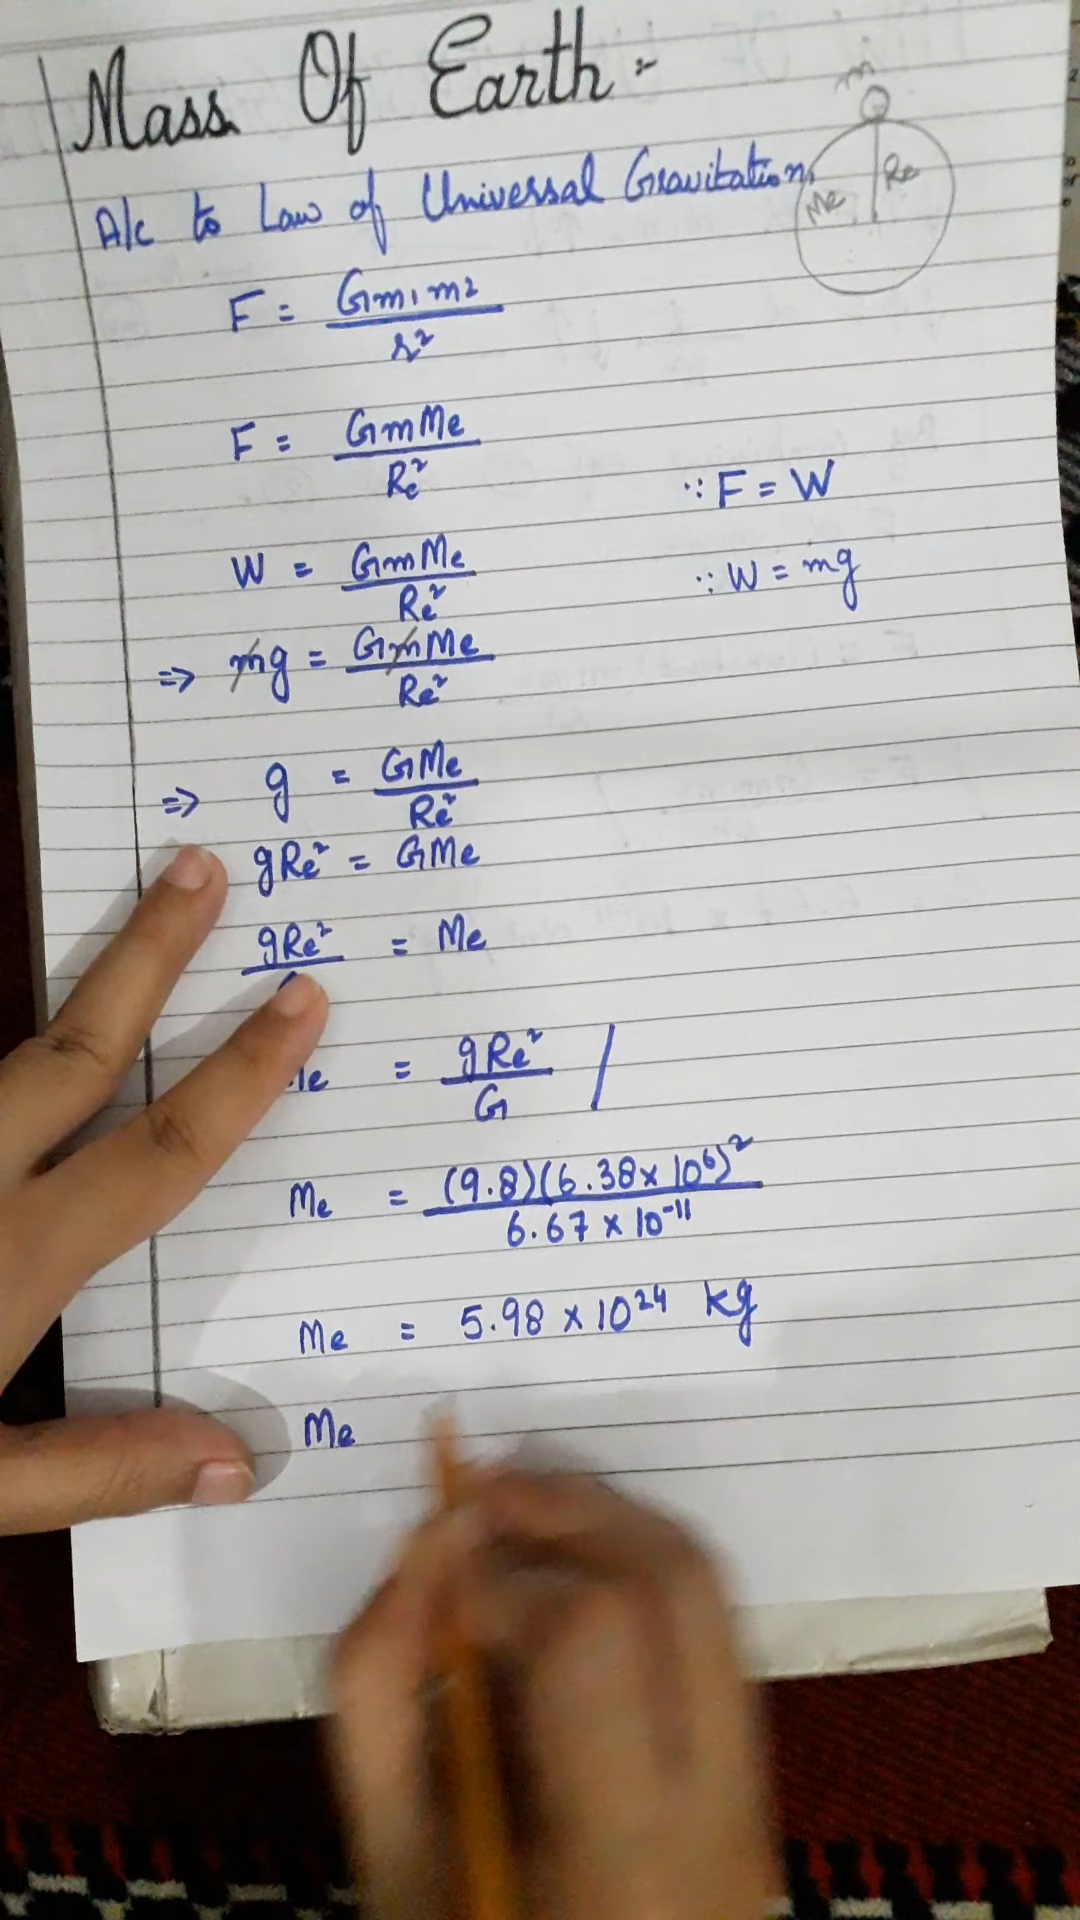 Mass Of Earth :-
m
Re
Me
A/c to Law of Universal Gravitation,
F = Gm₁m₂ / r²
F = GmMe / Re²
∵ F = W
W = GmMe / Re²
∵ W = mg
⇒ mg = GmMe / Re²
⇒ g = GMe / Re²
gRe² = GMe
gRe² / = Me
Me = gRe² / G /
Me = (9.8)(6.38 × 10⁶)² / 6.67 × 10⁻¹¹
Me = 5.98 × 10²⁴ kg
Me